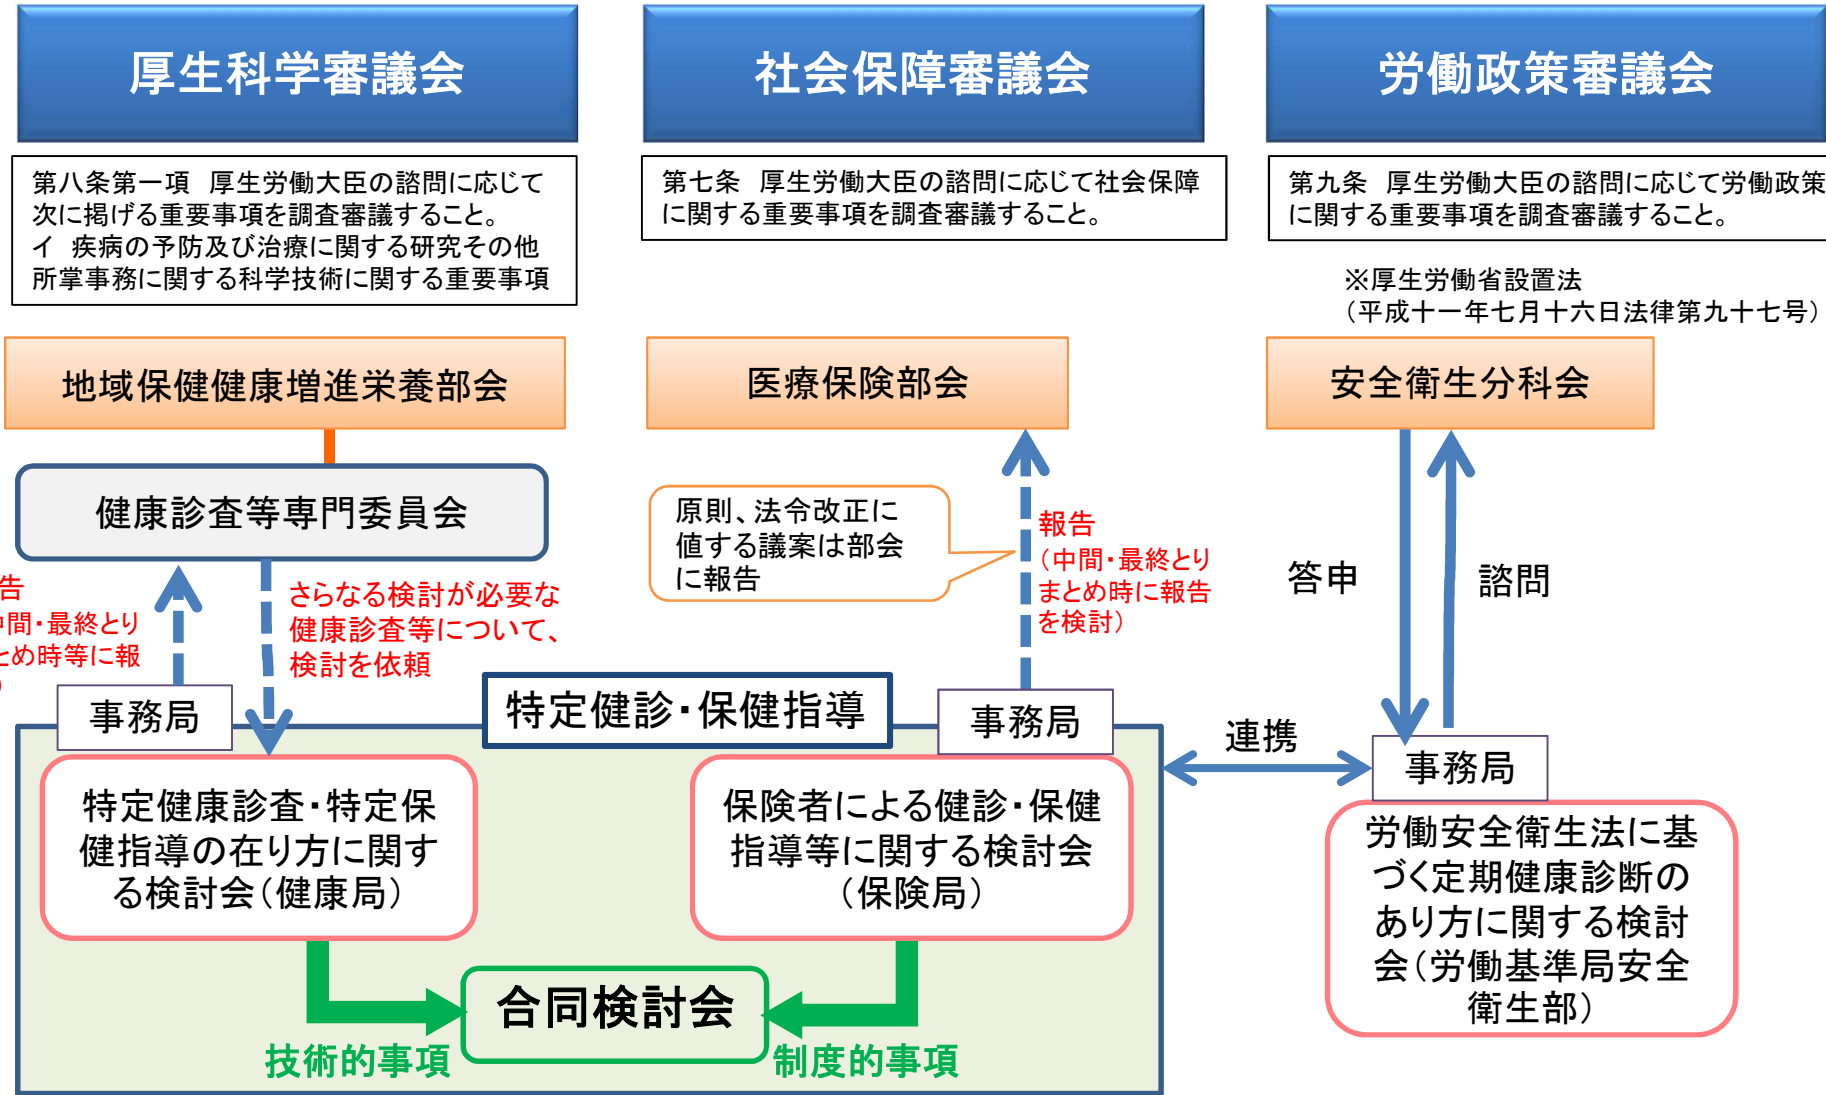 厚生科学審議会
社会保障審議会
労働政策審議会
第八条第一項 厚生労働大臣の諮問に応じて
次に掲げる重要事項を調査審議すること。
イ 疾病の予防及び治療に関する研究その他
所掌事務に関する科学技術に関する重要事項
第七条 厚生労働大臣の諮問に応じて社会保障
に関する重要事項を調査審議すること。
第九条 厚生労働大臣の諮問に応じて労働政策
に関する重要事項を調査審議すること。
※厚生労働省設置法
(平成十一年七月十六日法律第九十七号)
地域保健健康増進栄養部会
医療保険部会
安全衛生分科会
健康診査等専門委員会
原則、法令改正に
値する議案は部会
に報告
報告
(中間・最終とり
まとめ時に報告
を検討)
答申
諮問
告
間・最終とり
とめ時等に報
)
さらなる検討が必要な
健康診査等について、
検討を依頼
事務局
特定健診・保健指導
事務局
連携
事務局
特定健康診査・特定保
健指導の在り方に関す
る検討会(健康局)
保険者による健診・保健
指導等に関する検討会
(保険局)
労働安全衛生法に基
づく定期健康診断の
あり方に関する検討
会(労働基準局安全
衛生部)
合同検討会
技術的事項
制度的事項